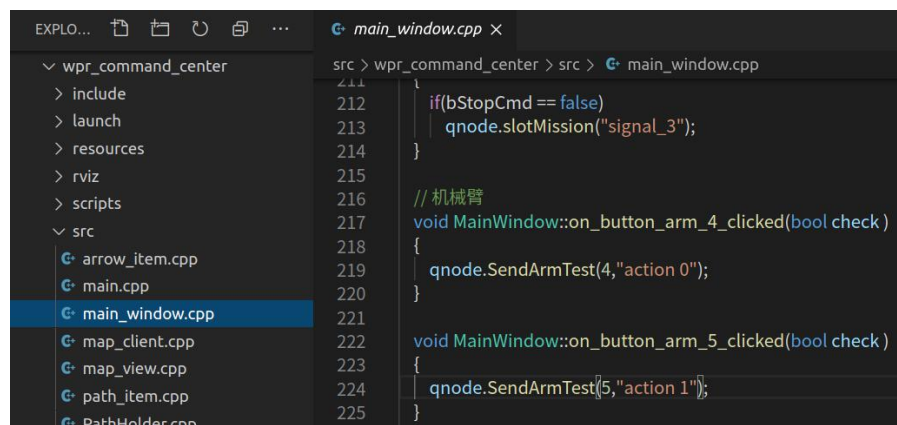 EXPLO... ...
wpr_command_center
include
launch
resources
rviz
scripts
src
arrow_item.cpp
main.cpp
main_window.cpp
map_client.cpp
map_view.cpp
path_item.cpp
PathHolder.cpp
main_window.cpp ×
src > wpr_command_center > src > main_window.cpp
211 {
212 if(bStopCmd == false)
213 qnode.slotMission("signal_3");
214 }
215
216 // 机械臂
217 void MainWindow::on_button_arm_4_clicked(bool check )
218 {
219 qnode.SendArmTest(4,"action 0");
220 }
221
222 void MainWindow::on_button_arm_5_clicked(bool check )
223 {
224 qnode.SendArmTest(5,"action 1");
225 }